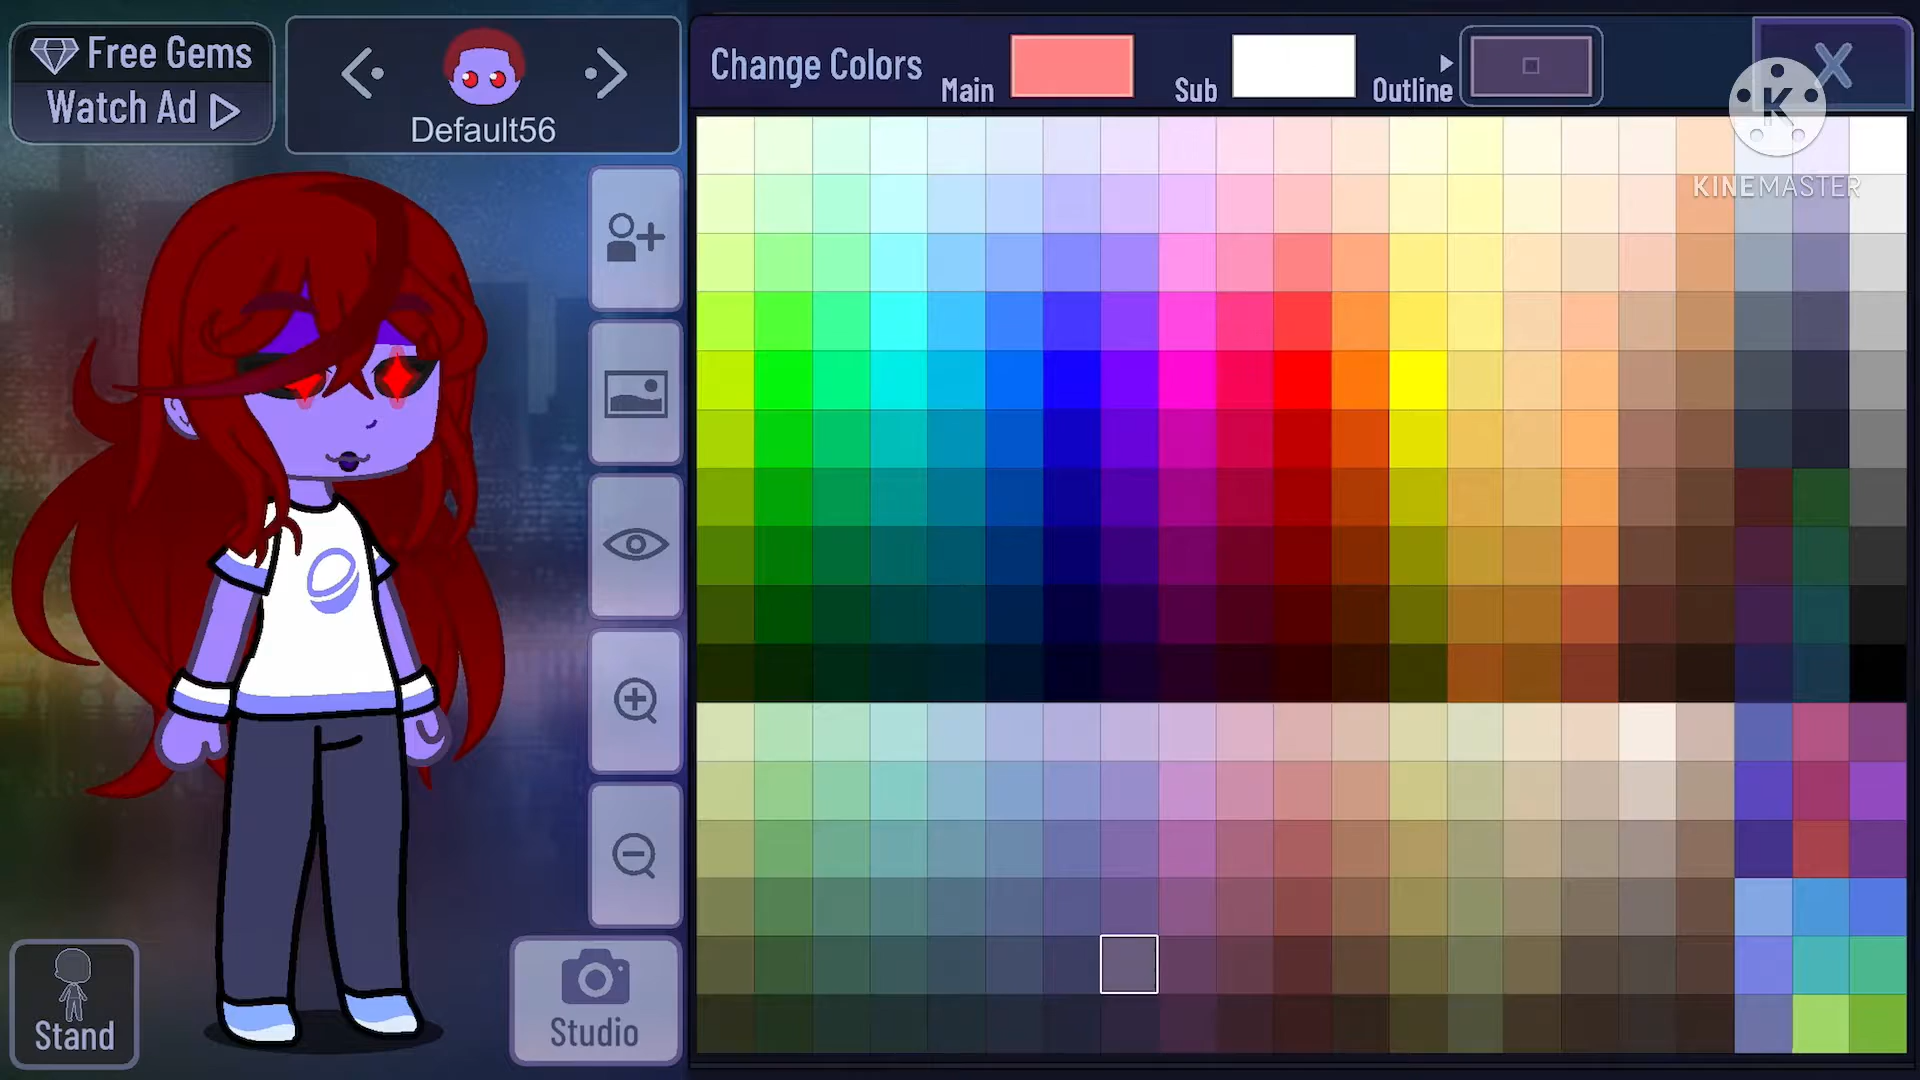 Free Gems
Watch Ad
Default56
Change Colors
Main
Sub
Outline
X
K
KINEMASTER
Stand
Studio